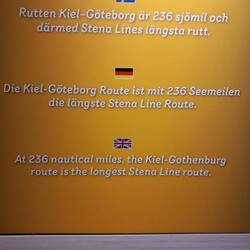 Rutten Kiel-Göteborg är 236 sjömil och
därmed Stena Lines längsta rutt.
Die Kiel-Göteborg Route ist mit 236 Seemeilen
die längste Stena Line Route.
At 236 nautical miles, the Kiel-Gothenburg
route is the longest Stena Line route.